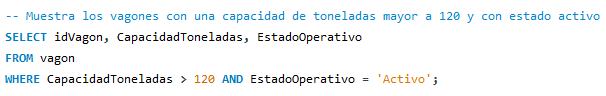 -- Muestra los vagones con una capacidad de toneladas mayor a 120 y con estado activo
SELECT idVagon, CapacidadToneladas, EstadoOperativo
FROM vagon
WHERE CapacidadToneladas > 120 AND EstadoOperativo = 'Activo';